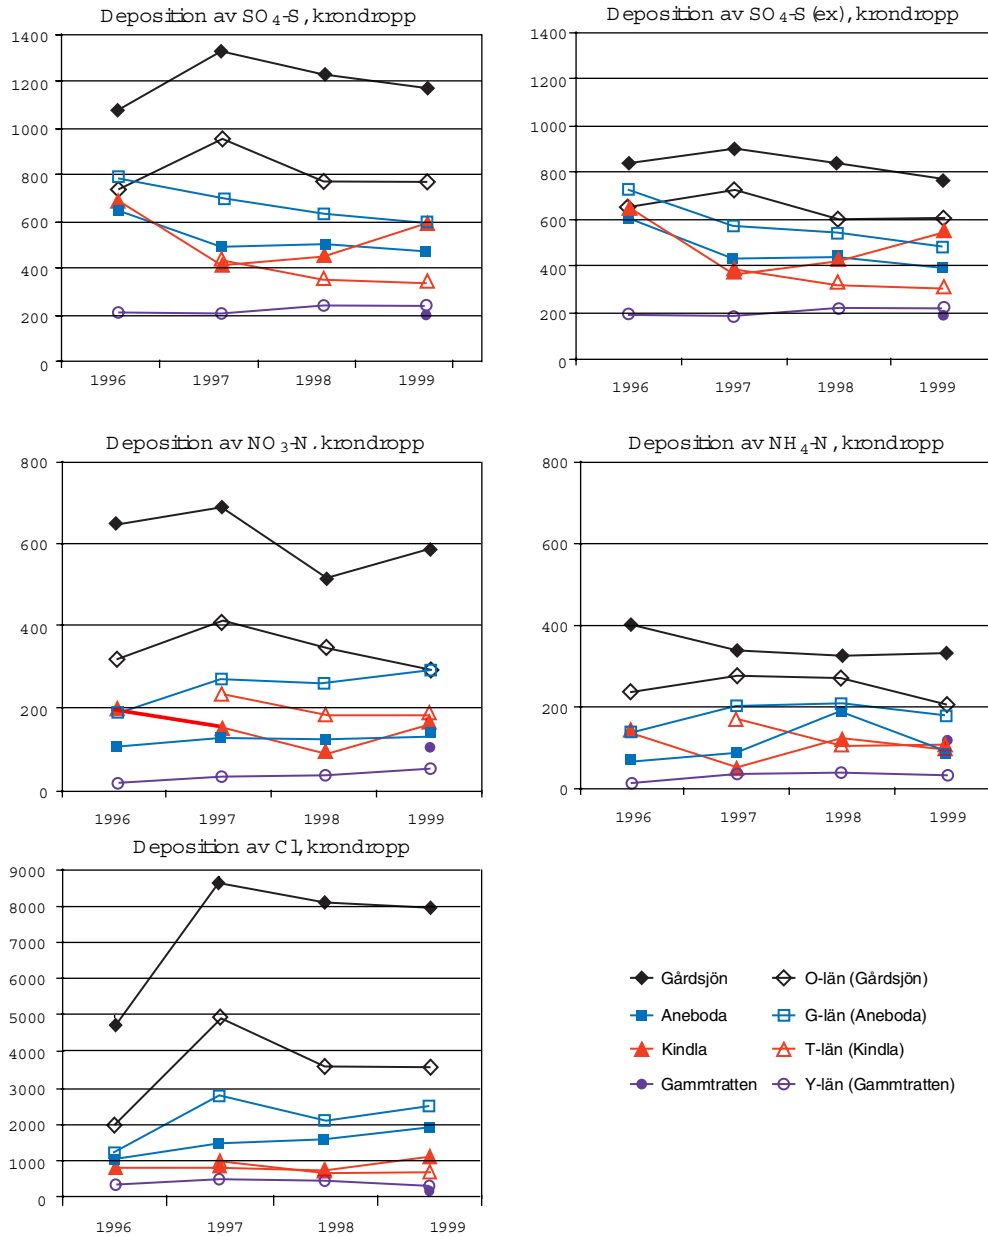 Deposition av SO4-S, krondropp
1400
1200
1000
800
600
400
200
0
1996 1997 1998 1999
Deposition av SO4-S (ex), krondropp
1400
1200
1000
800
600
400
200
0
1996 1997 1998 1999
Deposition av NO3-N. krondropp
800
600
400
200
0
1996 1997 1998 1999
Deposition av NH4-N, krondropp
800
600
400
200
0
1996 1997 1998 1999
Deposition av Cl, krondropp
9000
8000
7000
6000
5000
4000
3000
2000
1000
0
1996 1997 1998 1999
Gårdsjön O-län (Gårdsjön)
Aneboda G-län (Aneboda)
Kindla T-län (Kindla)
Gammtratten Y-län (Gammtratten)